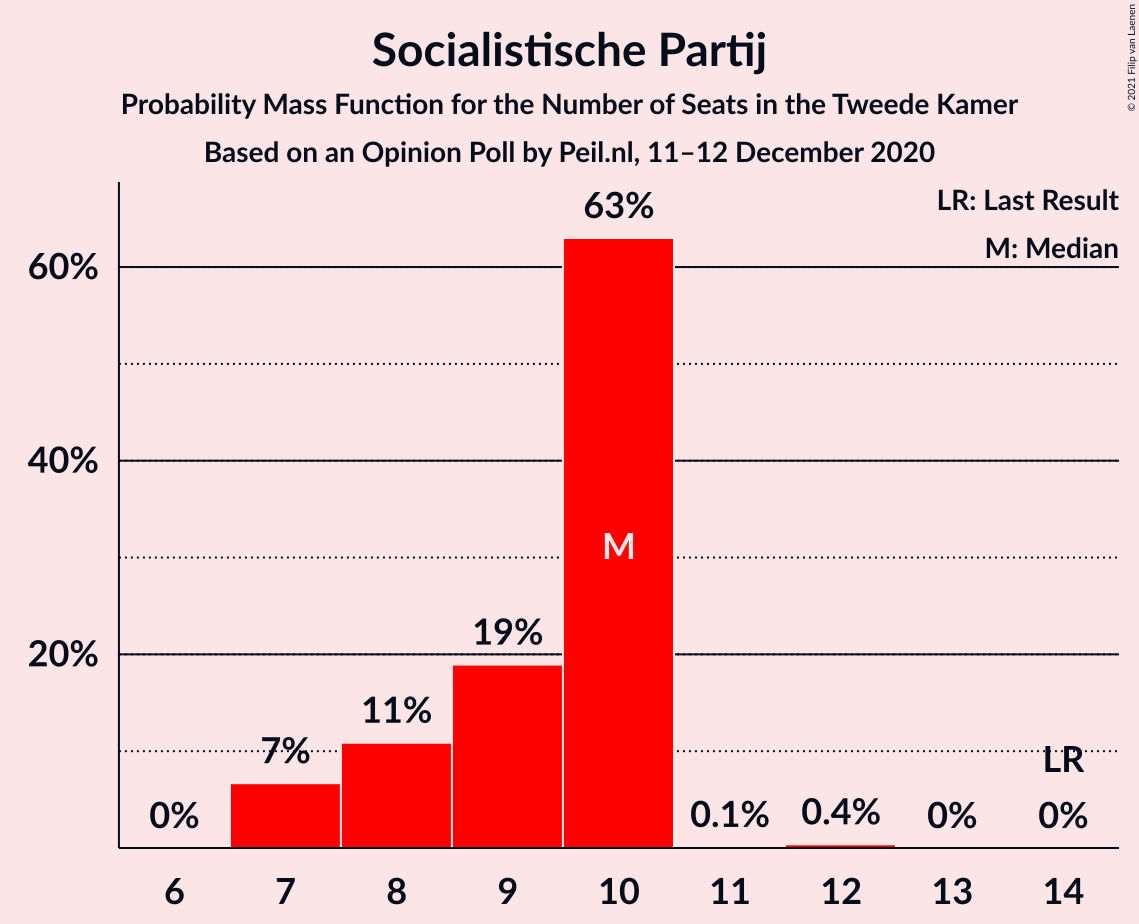 Socialistische Partij
Probability Mass Function for the Number of Seats in the Tweede Kamer
Based on an Opinion Poll by Peil.nl, 11–12 December 2020
© 2021 Filip van Laenen
LR: Last Result
M: Median
60%
40%
20%
0%
7%
11%
19%
63%
M
0.1%
0.4%
0%
LR
0%
6 7 8 9 10 11 12 13 14